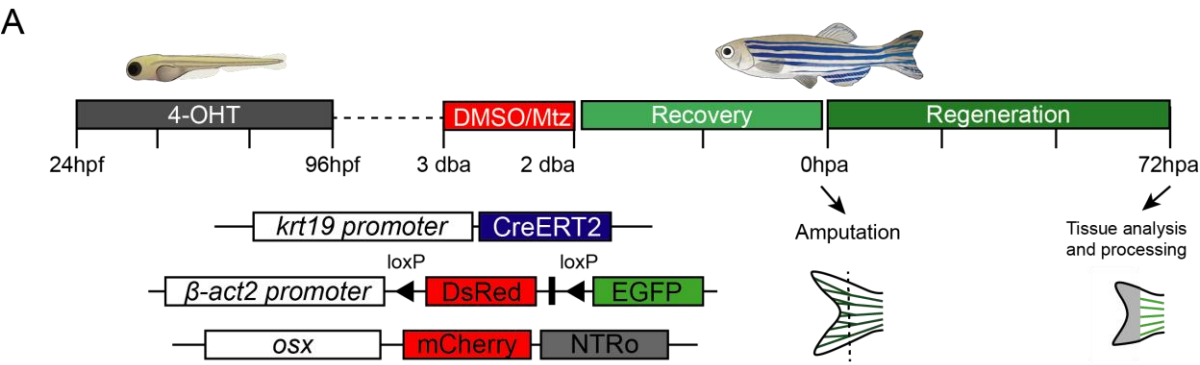 A
4-OHT
DMSO/Mtz
Recovery
Regeneration
24hpf
96hpf
3 dba
2 dba
0hpa
72hpa
krt19 promoter
CreERT2
Amputation
Tissue analysis
and processing
loxP
loxP
β-act2 promoter
DsRed
EGFP
osx
mCherry
NTRo